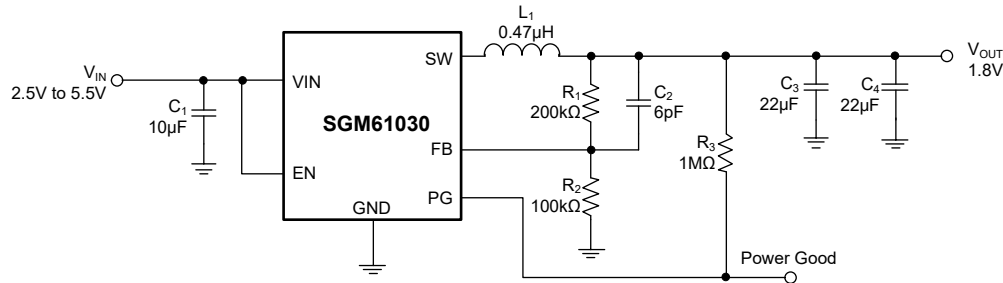 L1
0.47µH
VIN
2.5V to 5.5V
C1
10µF
VIN
EN
SGM61030
GND
SW
FB
PG
R1
200kΩ
C2
6pF
R2
100kΩ
R3
1MΩ
C3
22µF
C4
22µF
VOUT
1.8V
Power Good